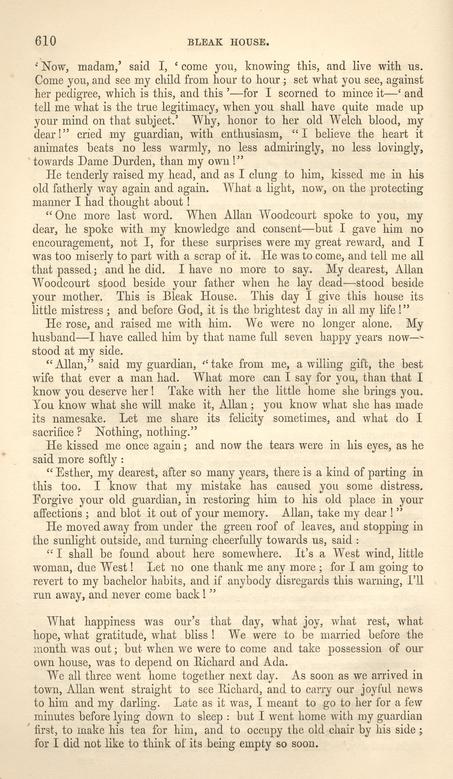 610 BLEAK HOUSE.
‘Now, madam,’ said I, ‘come you, knowing this, and live with us.
Come you, and see my child from hour to hour; set what you see, against
her pedigree, which is this, and this’—for I scorned to mince it—‘and
tell me what is the true legitimacy, when you shall have quite made up
your mind on that subject.’ Why, honor to her old Welch blood, my
dear!” cried my guardian, with enthusiasm, “I believe the heart it
animates beats no less warmly, no less admiringly, no less lovingly,
towards Dame Durden, than my own!”
He tenderly raised my head, and as I clung to him, kissed me in his
old fatherly way again and again. What a light, now, on the protecting
manner I had thought about!
“One more last word. When Allan Woodcourt spoke to you, my
dear, he spoke with my knowledge and consent—but I gave him no
encouragement, not I, for these surprises were my great reward, and I
was too miserly to part with a scrap of it. He was to come, and tell me all
that passed; and he did. I have no more to say. My dearest, Allan
Woodcourt stood beside your father when he lay dead—stood beside
your mother. This is Bleak House. This day I give this house its
little mistress; and before God, it is the brightest day in all my life!”
He rose, and raised me with him. We were no longer alone. My
husband—I have called him by that name full seven happy years now—
stood at my side.
“Allan,” said my guardian, “take from me, a willing gift, the best
wife that ever a man had. What more can I say for you, than that I
know you deserve her! Take with her the little home she brings you.
You know what she will make it, Allan; you know what she has made
its namesake. Let me share its felicity sometimes, and what do I
sacrifice? Nothing, nothing.”
He kissed me once again; and now the tears were in his eyes, as he
said more softly:
“Esther, my dearest, after so many years, there is a kind of parting in
this too. I know that my mistake has caused you some distress.
Forgive your old guardian, in restoring him to his old place in your
affections; and blot it out of your memory. Allan, take my dear!”
He moved away from under the green roof of leaves, and stopping in
the sunlight outside, and turning cheerfully towards us, said:
“I shall be found about here somewhere. It’s a West wind, little
woman, due West! Let no one thank me any more; for I am going to
revert to my bachelor habits, and if anybody disregards this warning, I’ll
run away, and never come back!”
What happiness was our’s that day, what joy, what rest, what
hope, what gratitude, what bliss! We were to be married before the
month was out; but when we were to come and take possession of our
own house, was to depend on Richard and Ada.
We all three went home together next day. As soon as we arrived in
town, Allan went straight to see Richard, and to carry our joyful news
to him and my darling. Late as it was, I meant to go to her for a few
minutes before lying down to sleep: but I went home with my guardian
first, to make his tea for him, and to occupy the old chair by his side;
for I did not like to think of its being empty so soon.